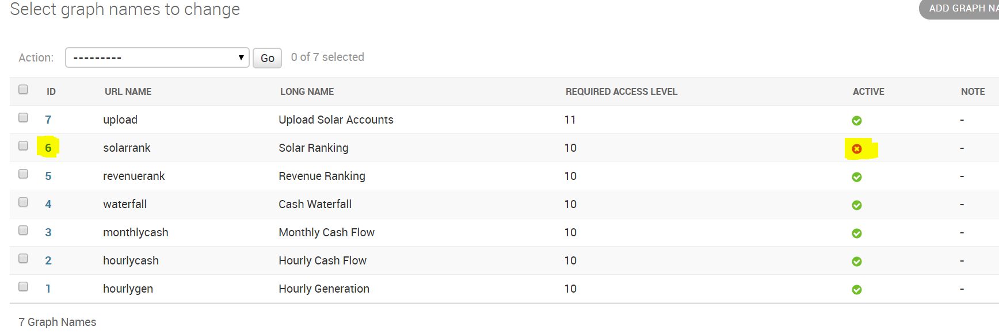 Select graph names to change
ADD GRAPH NA
Action: --------- Go 0 of 7 selected
ID URL NAME LONG NAME REQUIRED ACCESS LEVEL ACTIVE NOTE
7 upload Upload Solar Accounts 11 -
6 solarrank Solar Ranking 10 -
5 revenuerank Revenue Ranking 10 -
4 waterfall Cash Waterfall 10 -
3 monthlycash Monthly Cash Flow 10 -
2 hourlycash Hourly Cash Flow 10 -
1 hourlygen Hourly Generation 10 -
7 Graph Names